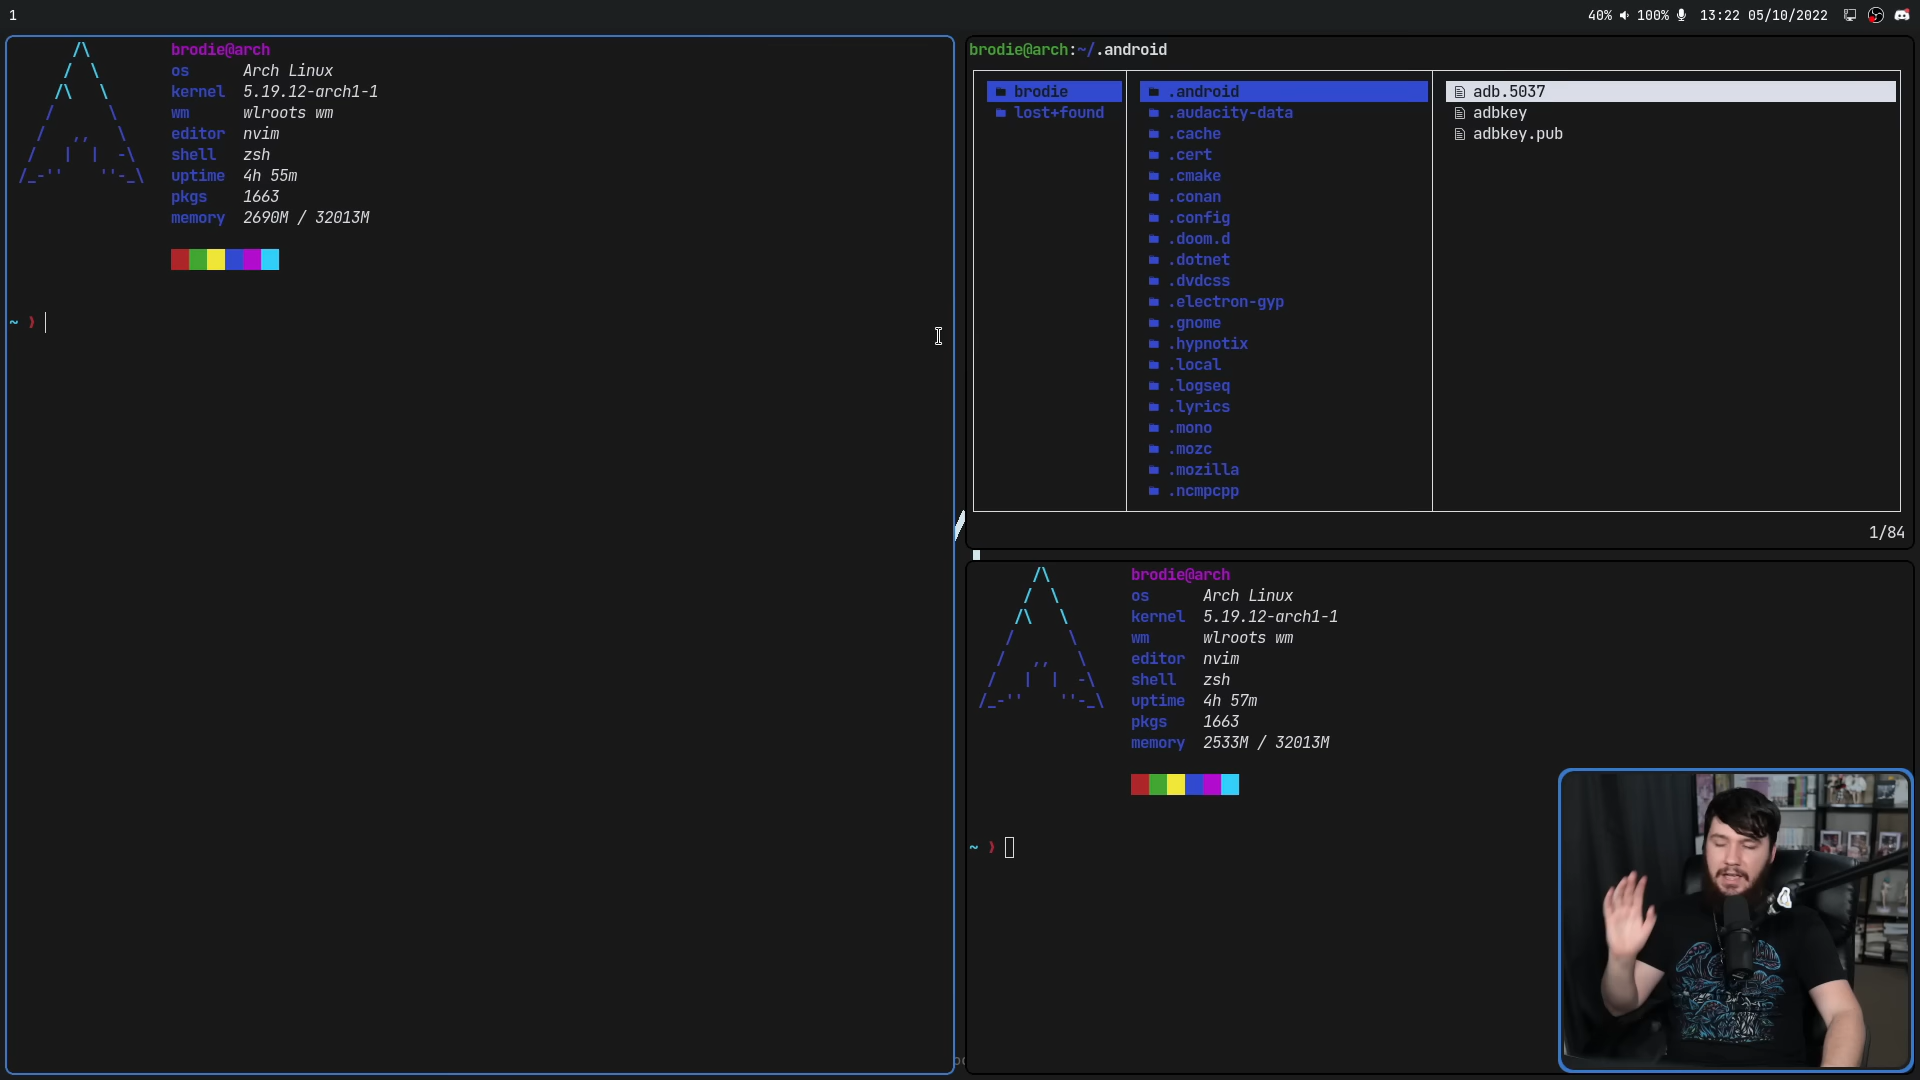 1
40% 100% 13:22 05/10/2022
brodie@arch
os Arch Linux
kernel 5.19.12-arch1-1
wm wlroots wm
editor nvim
shell zsh
uptime 4h 55m
pkgs 1663
memory 2690M / 32013M
~ ❯
brodie@arch:~/.android
brodie
lost+found
.android
.audacity-data
.cache
.cert
.cmake
.conan
.config
.doom.d
.dotnet
.dvdcss
.electron-gyp
.gnome
.hypnotix
.local
.logseq
.lyrics
.mono
.mozc
.mozilla
.ncmpcpp
adb.5037
adbkey
adbkey.pub
1/84
brodie@arch
os Arch Linux
kernel 5.19.12-arch1-1
wm wlroots wm
editor nvim
shell zsh
uptime 4h 57m
pkgs 1663
memory 2533M / 32013M
~ ❯